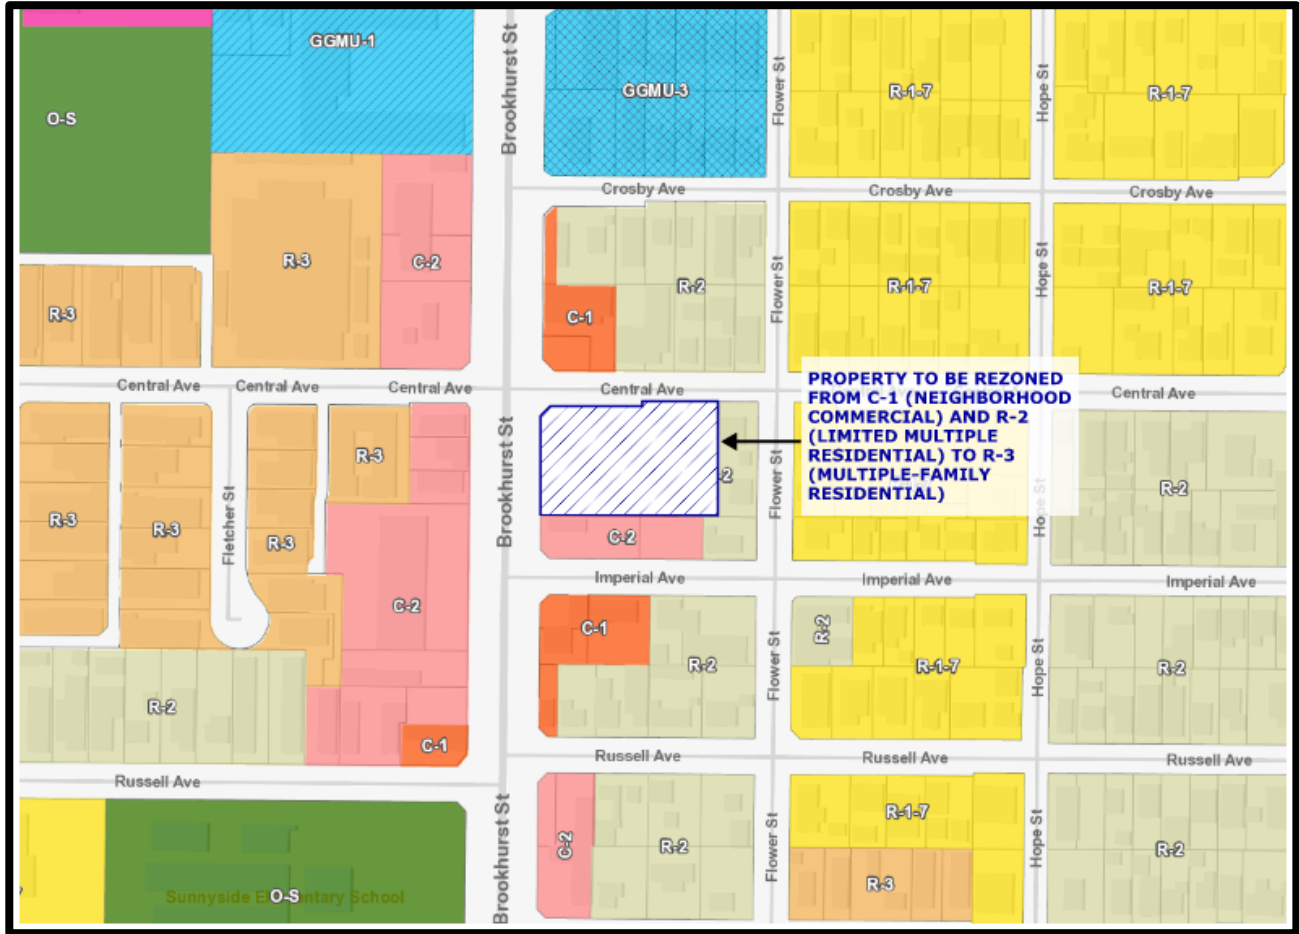 GGMU-1
Brookhurst St
GGMU-3
Flower St
R-1-7
Hope St
R-1-7
O-S
Crosby Ave
Crosby Ave
Crosby Ave
R-3
C-2
R-2
Flower St
R-1-7
Hope St
R-1-7
R-3
C-1
Central Ave
Central Ave
Central Ave
Central Ave
Central Ave
PROPERTY TO BE REZONED
FROM C-1 (NEIGHBORHOOD
COMMERCIAL) AND R-2
(LIMITED MULTIPLE
RESIDENTIAL) TO R-3
(MULTIPLE-FAMILY
RESIDENTIAL)
Brookhurst St
R-3
-2
Flower St
Hope St
R-2
R-3
R-3
Fletcher St
R-3
C-2
Imperial Ave
Imperial Ave
Imperial Ave
C-2
C-1
R-2
Flower St
R-2
R-1-7
Hope St
R-2
R-2
C-1
Russell Ave
Russell Ave
Russell Ave
Russell Ave
Brookhurst St
C-2
R-2
Flower St
R-1-7
R-3
Hope St
R-2
Sunnyside El
O-S
ntary School